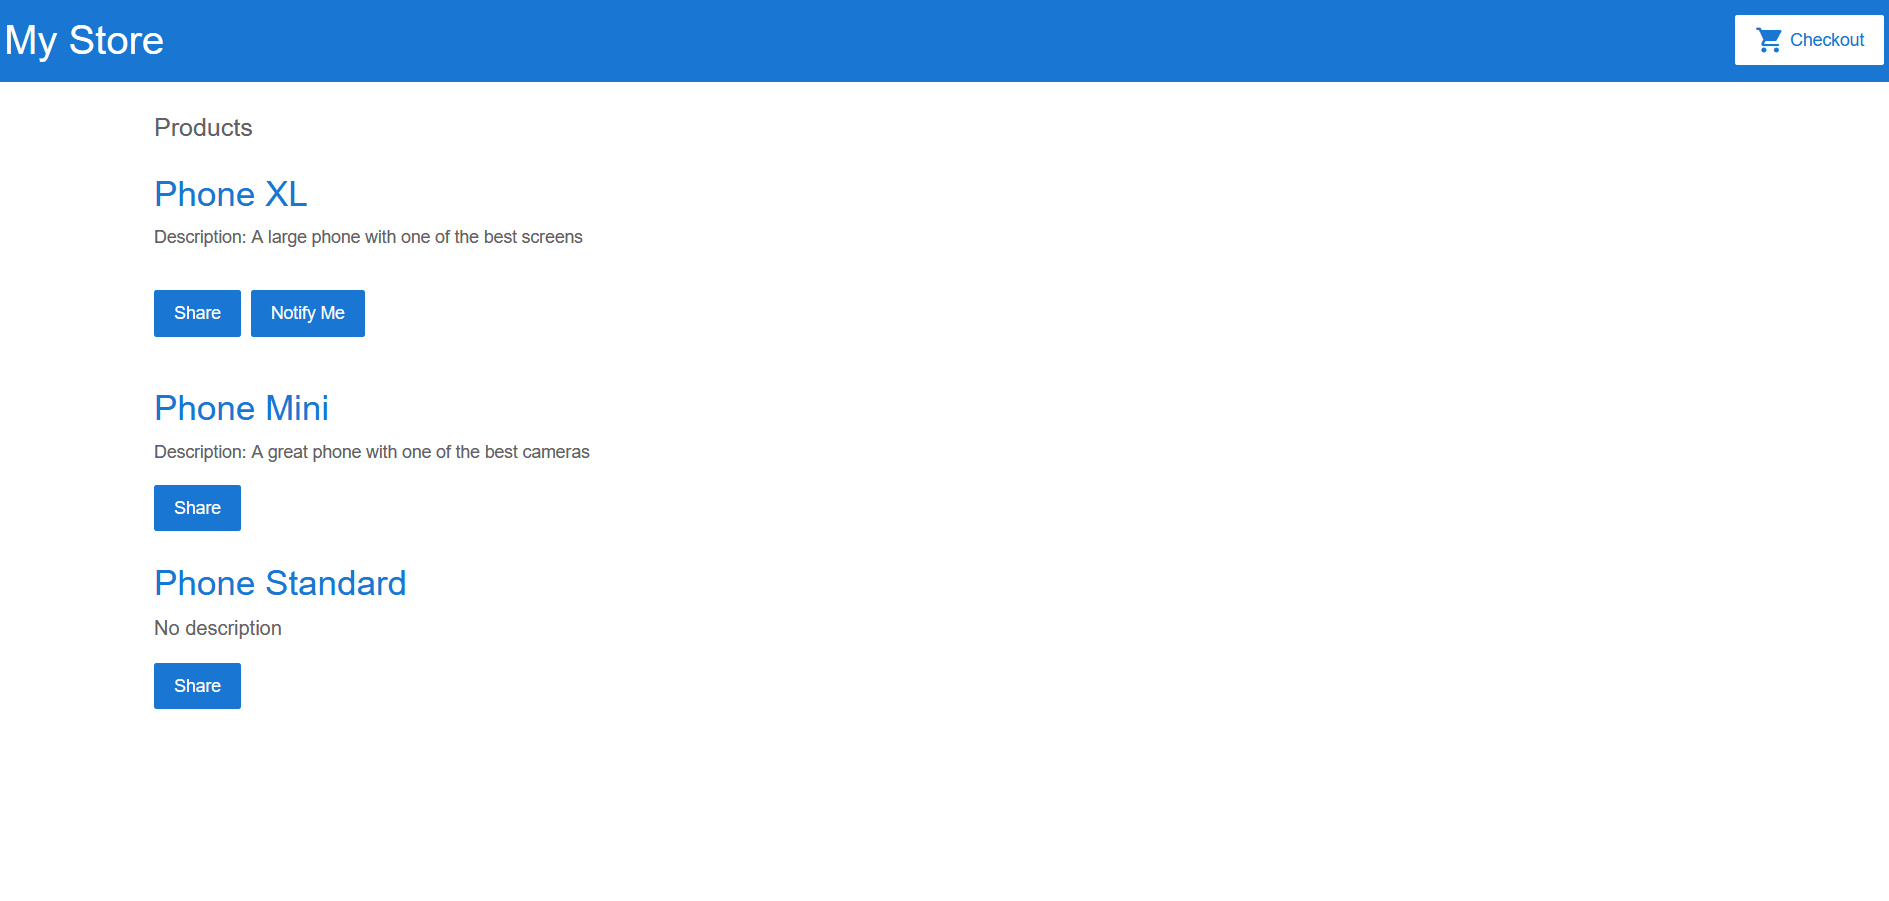 My Store
Checkout
Products
Phone XL
Description: A large phone with one of the best screens
Share
Notify Me
Phone Mini
Description: A great phone with one of the best cameras
Share
Phone Standard
No description
Share